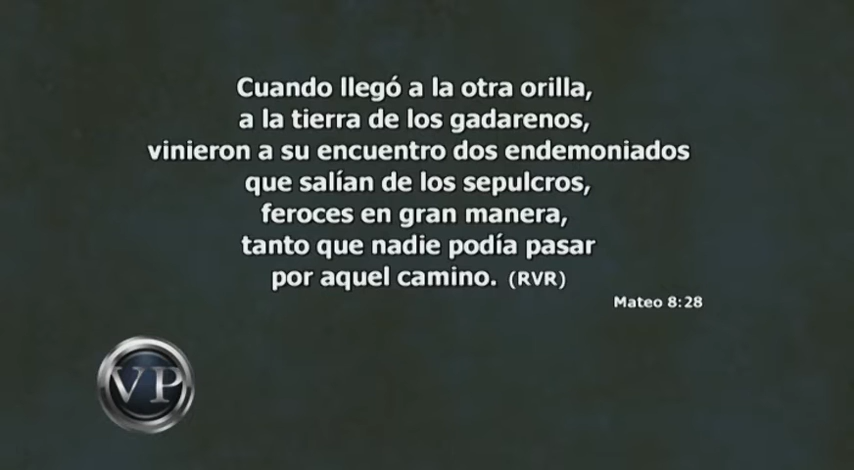 Cuando llegó a la otra orilla,
a la tierra de los gadarenos,
vinieron a su encuentro dos endemoniados
que salían de los sepulcros,
feroces en gran manera,
tanto que nadie podía pasar
por aquel camino. (RVR)
Mateo 8:28
VP